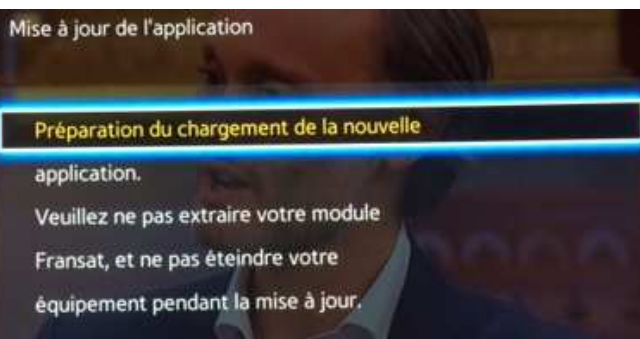 Mise à jour de l'application
Préparation du chargement de la nouvelle
application.
Veuillez ne pas extraire votre module
Fransat, et ne pas éteindre votre
équipement pendant la mise à jour.